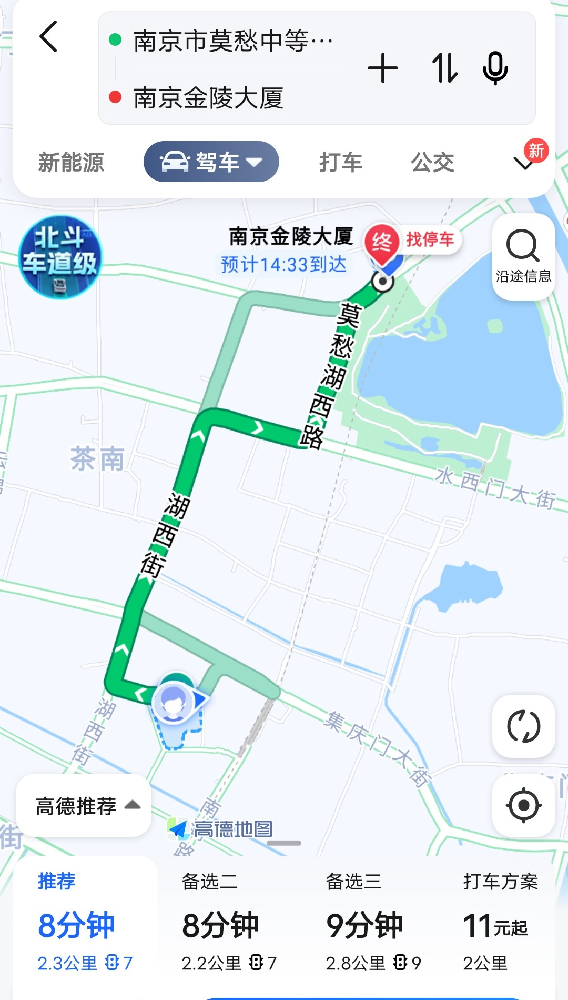 南京市莫愁中等…
南京金陵大厦
新能源
驾车
打车
公交
新
北斗
车道级
南京金陵大厦
预计14:33到达
终
找停车
沿途信息
莫愁湖西路
茶南
水西门大街
湖西街
湖西街
集庆门大街
高德推荐
南
路
高德地图
街
推荐
8分钟
2.3公里 7
备选二
8分钟
2.2公里 7
备选三
9分钟
2.8公里 9
打车方案
11元起
2公里